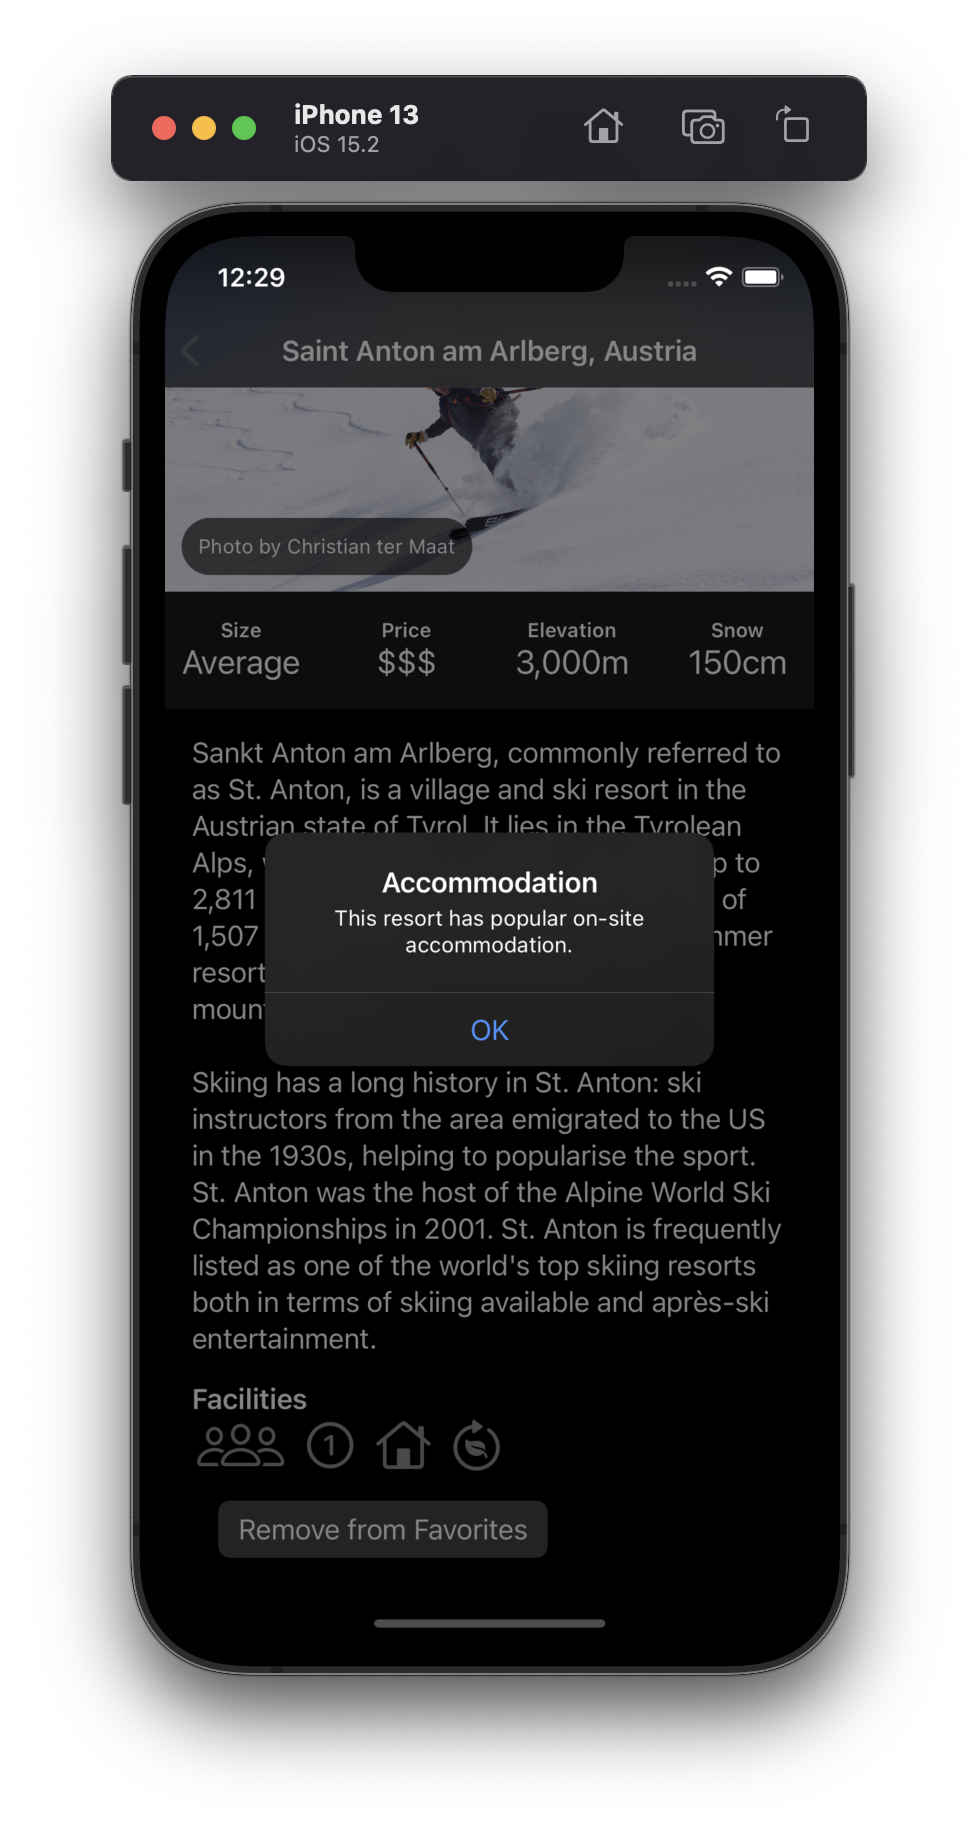 iPhone 13
iOS 15.2
12:29
Saint Anton am Arlberg, Austria
Photo by Christian ter Maat
Size Price Elevation Snow
Average $$$ 3,000m 150cm
Sankt Anton am Arlberg, commonly referred to
as St. Anton, is a village and ski resort in the
Austrian state of Tyrol. It lies in the Tyrolean
Alps, to
2,811 of
1,507
resort
Accommodation
This resort has popular on-site
accommodation.
OK
Skiing has a long history in St. Anton: ski
instructors from the area emigrated to the US
in the 1930s, helping to popularise the sport.
St. Anton was the host of the Alpine World Ski
Championships in 2001. St. Anton is frequently
listed as one of the world's top skiing resorts
both in terms of skiing available and après-ski
entertainment.
Facilities
1
Remove from Favorites